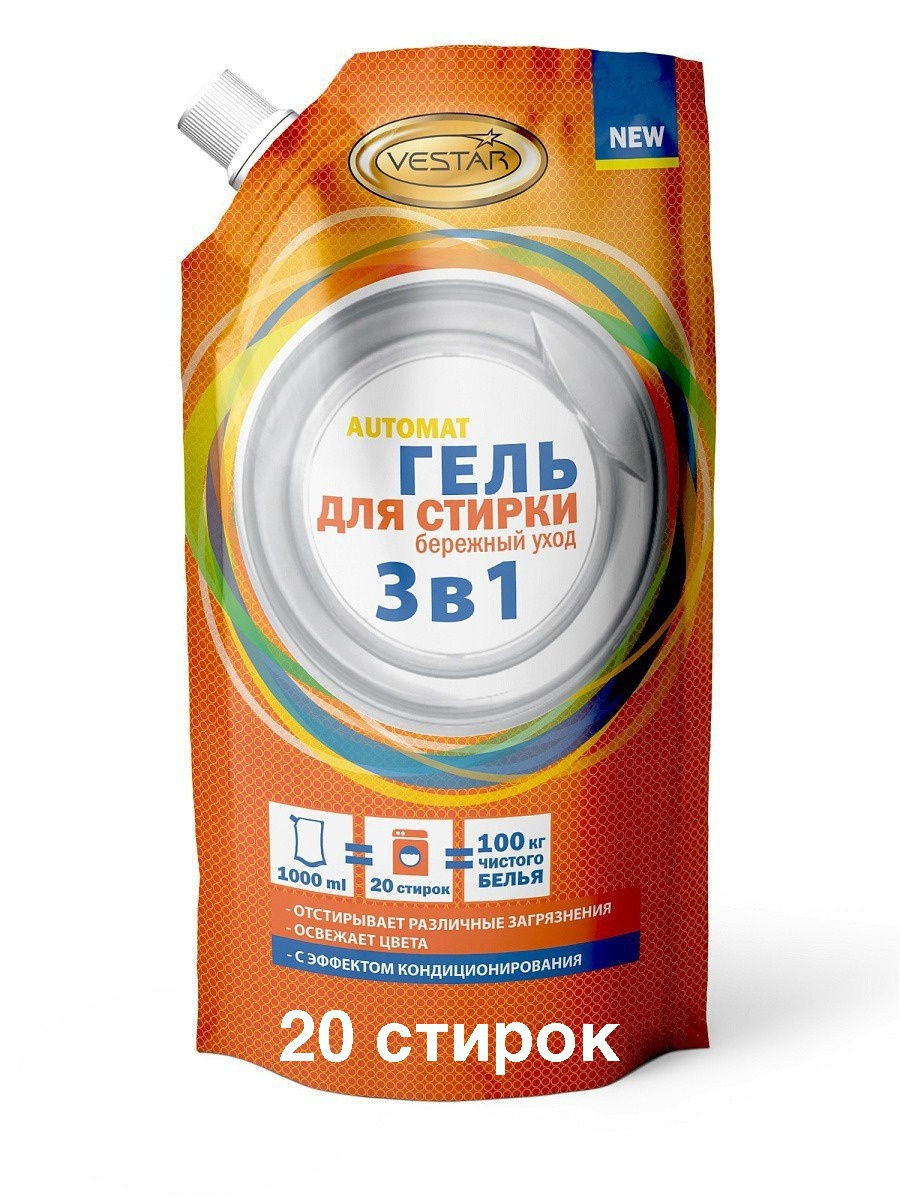 VESTAR
NEW
AUTOMAT
ГЕЛЬ
ДЛЯ СТИРКИ
бережный уход
3в1
1000 ml
=
20 стирок
=
100 кг
чистого
БЕЛЬЯ
- ОТСТИРЫВАЕТ РАЗЛИЧНЫЕ ЗАГРЯЗНЕНИЯ
- ОСВЕЖАЕТ ЦВЕТА
- С ЭФФЕКТОМ КОНДИЦИОНИРОВАНИЯ
20 стирок